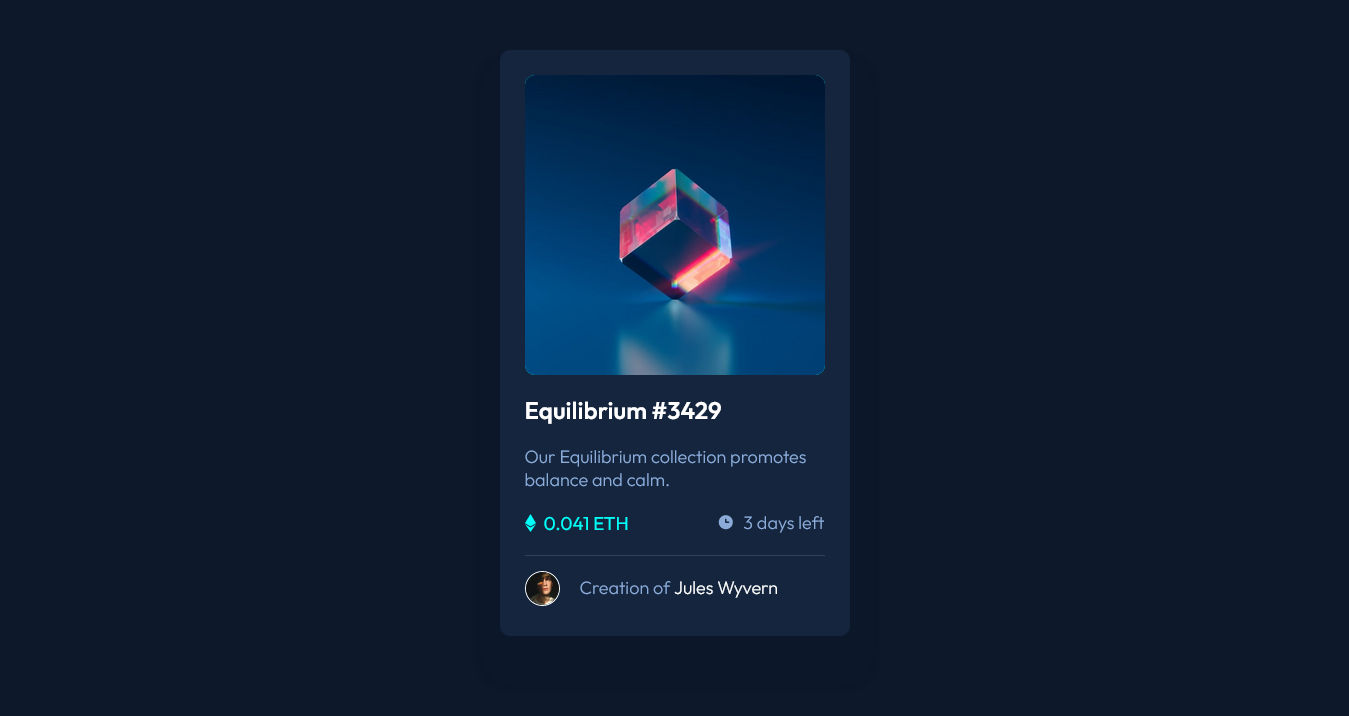 Equilibrium #3429
Our Equilibrium collection promotes
balance and calm.
0.041 ETH
3 days left
Creation of Jules Wyvern